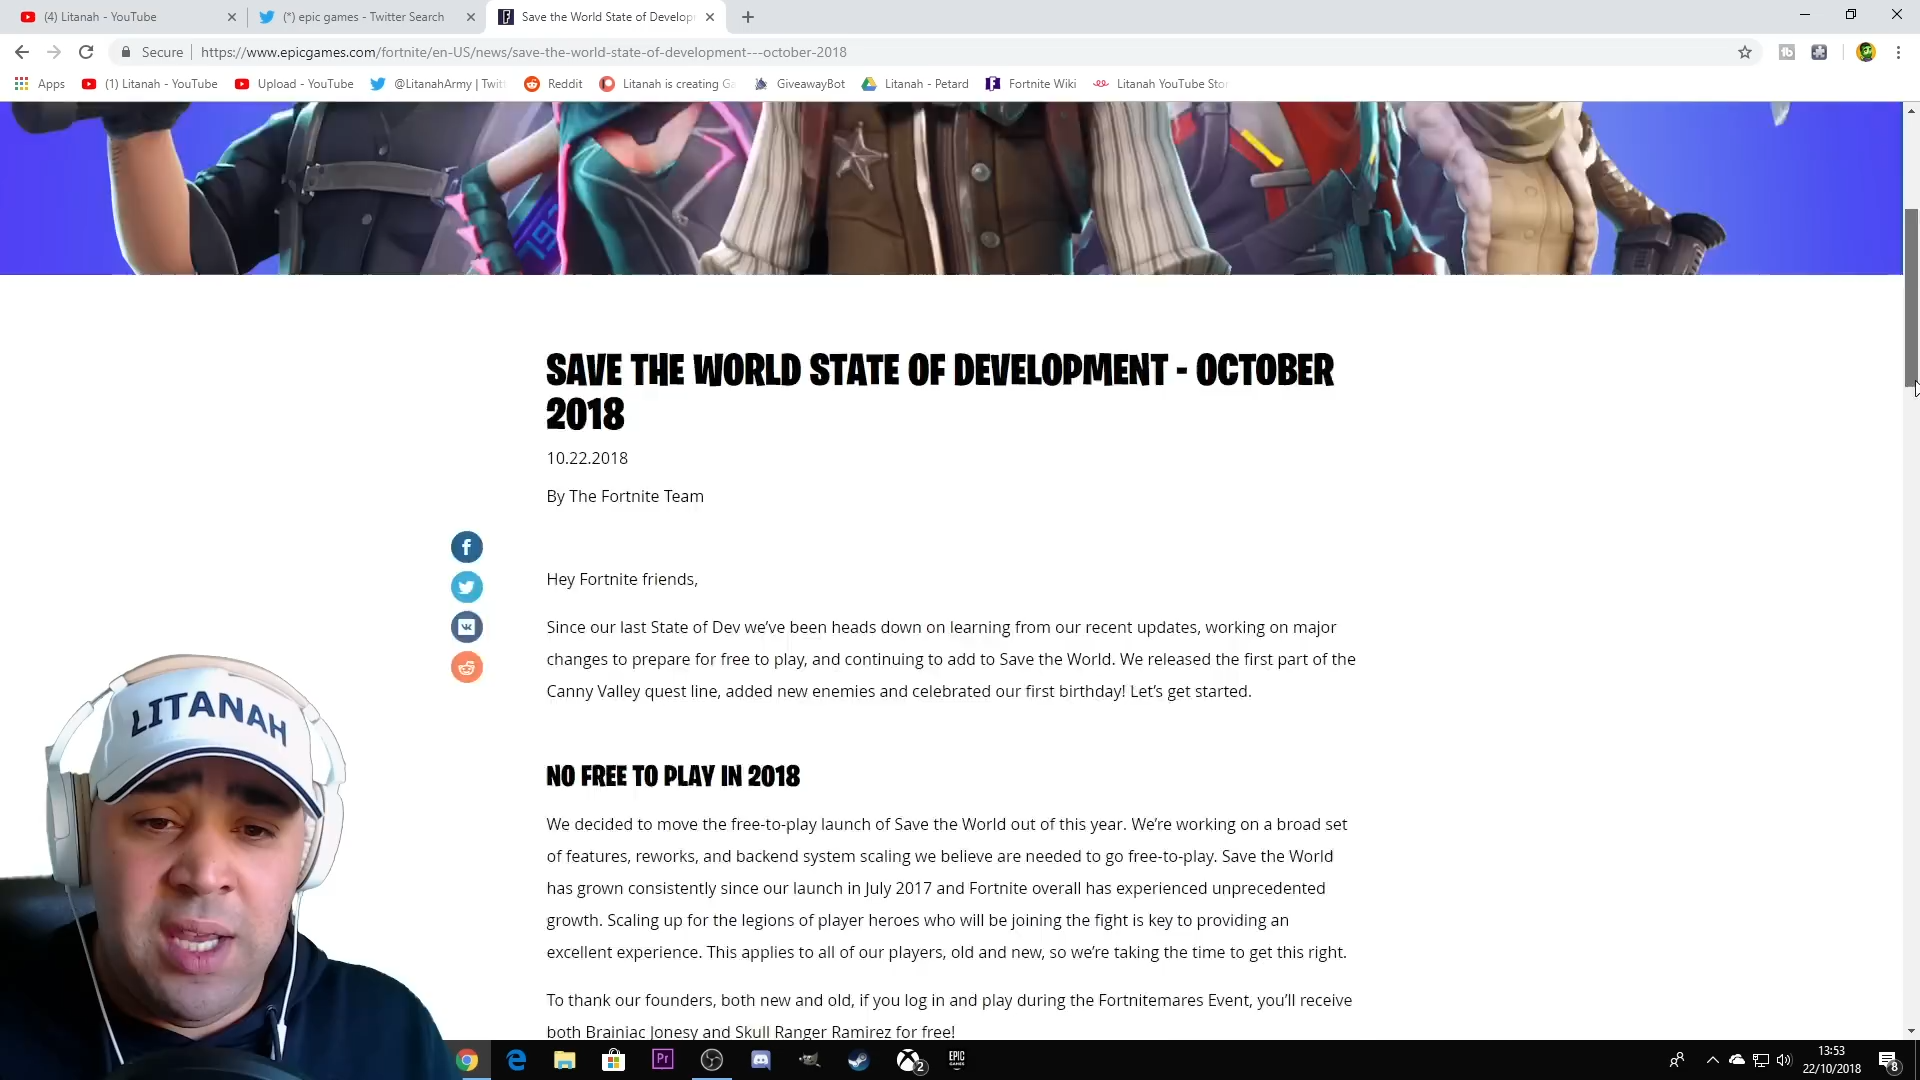 (4) Litanah - YouTube
(*) epic games - Twitter Search
Save the World State of Develop
Secure
https://www.epicgames.com/fortnite/en-US/news/save-the-world-state-of-development---october-2018
Apps
(1) Litanah - YouTube
Upload - YouTube
@LitanahArmy | Twit
Reddit
Litanah is creating Ga
GiveawayBot
Litanah - Petard
Fortnite Wiki
Litanah YouTube Stor
SAVE THE WORLD STATE OF DEVELOPMENT - OCTOBER
2018
10.22.2018
By The Fortnite Team
Hey Fortnite friends,
Since our last State of Dev we’ve been heads down on learning from our recent updates, working on major
changes to prepare for free to play, and continuing to add to Save the World. We released the first part of the
Canny Valley quest line, added new enemies and celebrated our first birthday! Let’s get started.
LITANAH
NO FREE TO PLAY IN 2018
We decided to move the free-to-play launch of Save the World out of this year. We’re working on a broad set
of features, reworks, and backend system scaling we believe are needed to go free-to-play. Save the World
has grown consistently since our launch in July 2017 and Fortnite overall has experienced unprecedented
growth. Scaling up for the legions of player heroes who will be joining the fight is key to providing an
excellent experience. This applies to all of our players, old and new, so we’re taking the time to get this right.
To thank our founders, both new and old, if you log in and play during the Fortnitemares Event, you’ll receive
both Brainiac Jonesy and Skull Ranger Ramirez for free!
Pr
2
EPIC
GAMES
13:53
22/10/2018
8